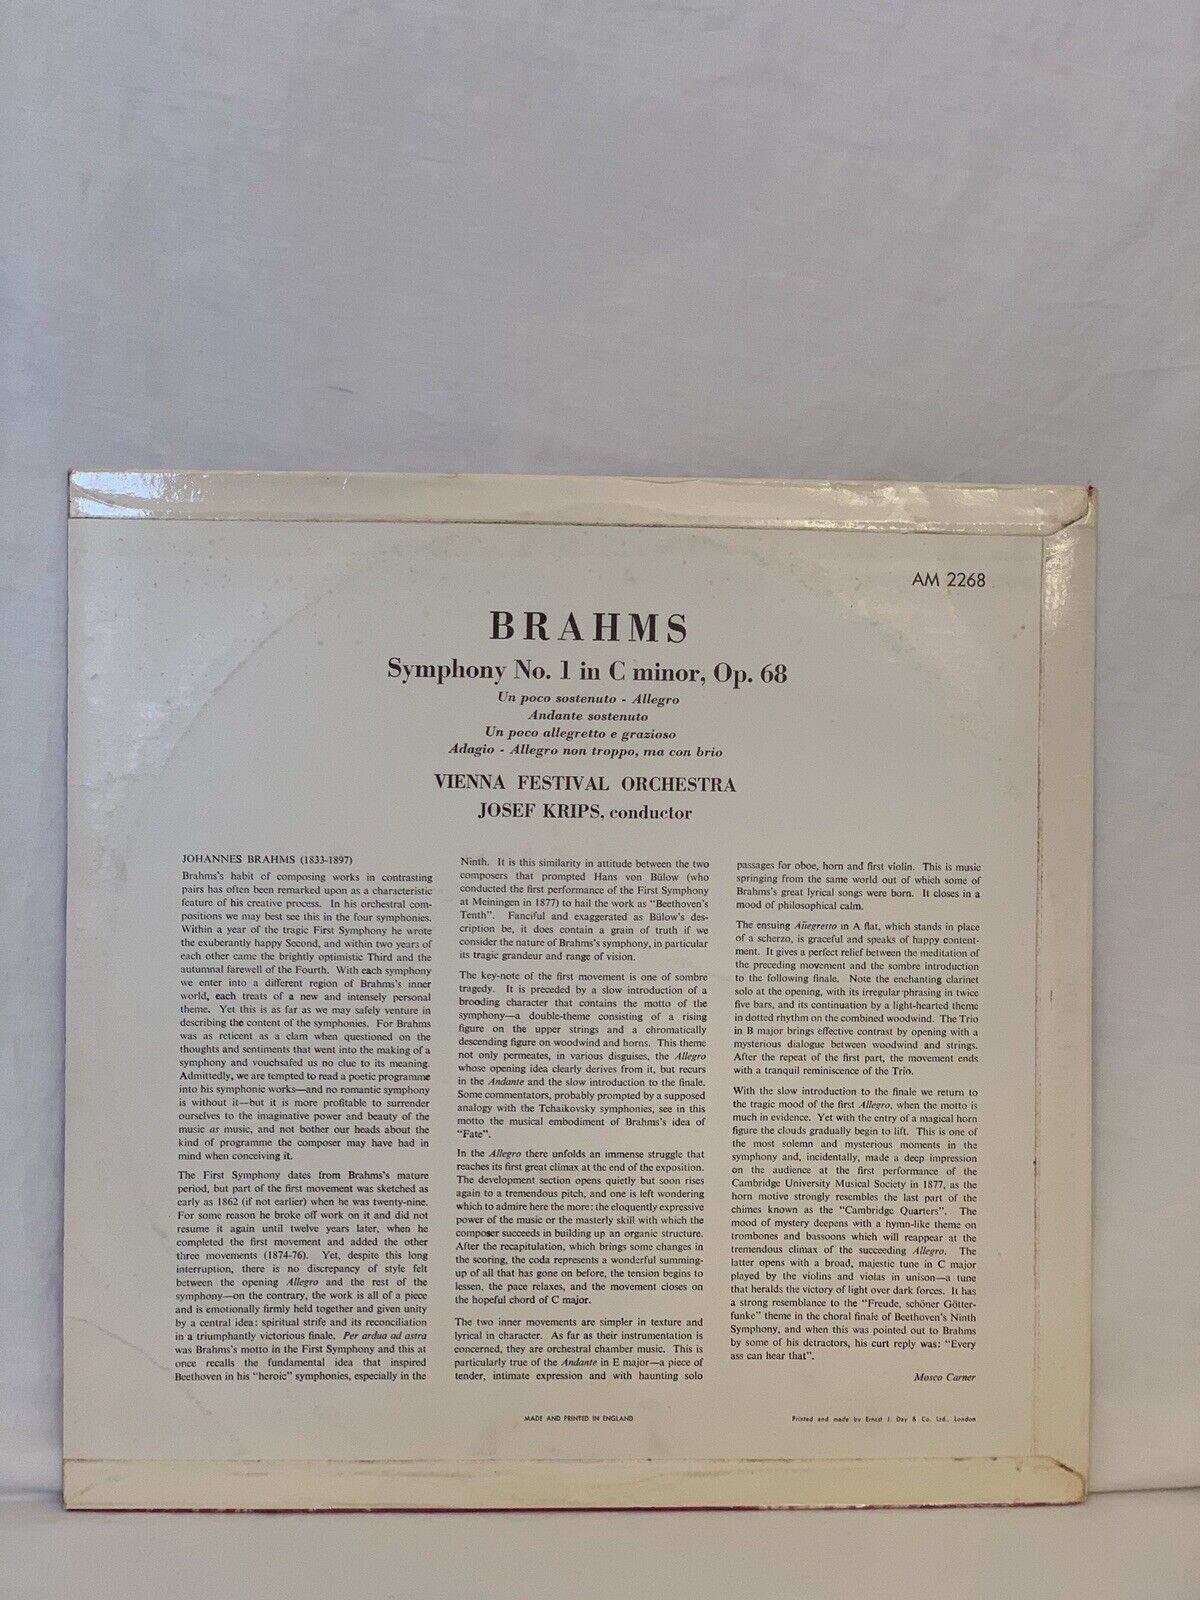 AM 2268
BRAHMS
Symphony No. 1 in C minor, Op. 68
Un poco sostenuto - Allegro
Andante sostenuto
Un poco allegretto e grazioso
Adagio - Allegro non troppo, ma con brio
VIENNA FESTIVAL ORCHESTRA
JOSEF KRIPS, conductor
JOHANNES BRAHMS (1833-1897)
Brahms's habit of composing works in contrasting
pairs has often been remarked upon as a characteristic
feature of his creative process. In his orchestral com-
positions we may best see this in the four symphonies.
Within a year of the tragic First Symphony he wrote
the exuberantly happy Second, and within two years of
each other came the brightly optimistic Third and the
autumnal farewell of the Fourth. With each symphony
we enter into a different region of Brahms's inner
world, each treats of a new and intensely personal
theme. Yet this is as far as we may safely venture in
describing the content of the symphonies. For Brahms
was as reticent as a clam when questioned on the
thoughts and sentiments that went into the making of a
symphony and vouchsafed us no clue to its meaning.
Admittedly, we are tempted to read a poetic programme
into his symphonic works—and no romantic symphony
is without it—but it is more profitable to surrender
ourselves to the imaginative power and beauty of the
music as music, and not bother our heads about the
kind of programme the composer may have had in
mind when conceiving it.
The First Symphony dates from Brahms's mature
period, but part of the first movement was sketched as
early as 1862 (if not earlier) when he was twenty-nine.
For some reason he broke off work on it and did not
resume it again until twelve years later, when he
completed the first movement and added the other
three movements (1874-76). Yet, despite this long
interruption, there is no discrepancy of style felt
between the opening Allegro and the rest of the
symphony—on the contrary, the work is all of a piece
and is emotionally firmly held together and given unity
by a central idea: spiritual strife and its reconciliation
in a triumphantly victorious finale. Per ardua ad astra
was Brahms's motto in the First Symphony and this at
once recalls the fundamental idea that inspired
Beethoven in his "heroic" symphonies, especially in the
Ninth. It is this similarity in attitude between the two
composers that prompted Hans von Bülow (who
conducted the first performance of the First Symphony
at Meiningen in 1877) to hail the work as "Beethoven's
Tenth". Fanciful and exaggerated as Bülow's des-
cription be, it does contain a grain of truth if we
consider the nature of Brahms's symphony, in particular
its tragic grandeur and range of vision.
The key-note of the first movement is one of sombre
tragedy. It is preceded by a slow introduction of a
brooding character that contains the motto of the
symphony—a double-theme consisting of a rising
figure on the upper strings and a chromatically
descending figure on woodwind and horns. This theme
not only permeates, in various disguises, the Allegro
whose opening idea clearly derives from it, but recurs
in the Andante and the slow introduction to the finale.
Some commentators, probably prompted by a supposed
analogy with the Tchaikovsky symphonies, see in this
motto the musical embodiment of Brahms's idea of
"Fate".
In the Allegro there unfolds an immense struggle that
reaches its first great climax at the end of the exposition.
The development section opens quietly but soon rises
again to a tremendous pitch, and one is left wondering
which to admire here the more: the eloquently expressive
power of the music or the masterly skill with which the
composer succeeds in building up an organic structure.
After the recapitulation, which brings some changes in
the scoring, the coda represents a wonderful summing-
up of all that has gone on before, the tension begins to
lessen, the pace relaxes, and the movement closes on
the hopeful chord of C major.
The two inner movements are simpler in texture and
lyrical in character. As far as their instrumentation is
concerned, they are orchestral chamber music. This is
particularly true of the Andante in E major—a piece of
tender, intimate expression and with haunting solo
passages for oboe, horn and first violin. This is music
springing from the same world out of which some of
Brahms's great lyrical songs were born. It closes in a
mood of philosophical calm.
The ensuing Allegretto in A flat, which stands in place
of a scherzo, is graceful and speaks of happy content-
ment. It gives a perfect relief between the meditation of
the preceding movement and the sombre introduction
to the following finale. Note the enchanting clarinet
solo at the opening, with its irregular phrasing in twice
five bars, and its continuation by a light-hearted theme
in dotted rhythm on the combined woodwind. The Trio
in B major brings effective contrast by opening with a
mysterious dialogue between woodwind and strings.
After the repeat of the first part, the movement ends
with a tranquil reminiscence of the Trio.
With the slow introduction to the finale we return to
the tragic mood of the first Allegro, when the motto is
much in evidence. Yet with the entry of a magical horn
figure the clouds gradually begin to lift. This is one of
the most solemn and mysterious moments in the
symphony and, incidentally, made a deep impression
on the audience at the first performance of the
Cambridge University Musical Society in 1877, as the
horn motive strongly resembles the last part of the
chimes known as the "Cambridge Quarters". The
mood of mystery deepens with a hymn-like theme on
trombones and bassoons which will reappear at the
tremendous climax of the succeeding Allegro. The
latter opens with a broad, majestic tune in C major
played by the violins and violas in unison—a tune
that heralds the victory of light over dark forces. It has
a strong resemblance to the "Freude, schöner Götter-
funke" theme in the choral finale of Beethoven's Ninth
Symphony, and when this was pointed out to Brahms
by some of his detractors, his curt reply was: "Every
ass can hear that".
Mosco Carner
MADE AND PRINTED IN ENGLAND
Printed and made by Ernest J. Day & Co. Ltd., London